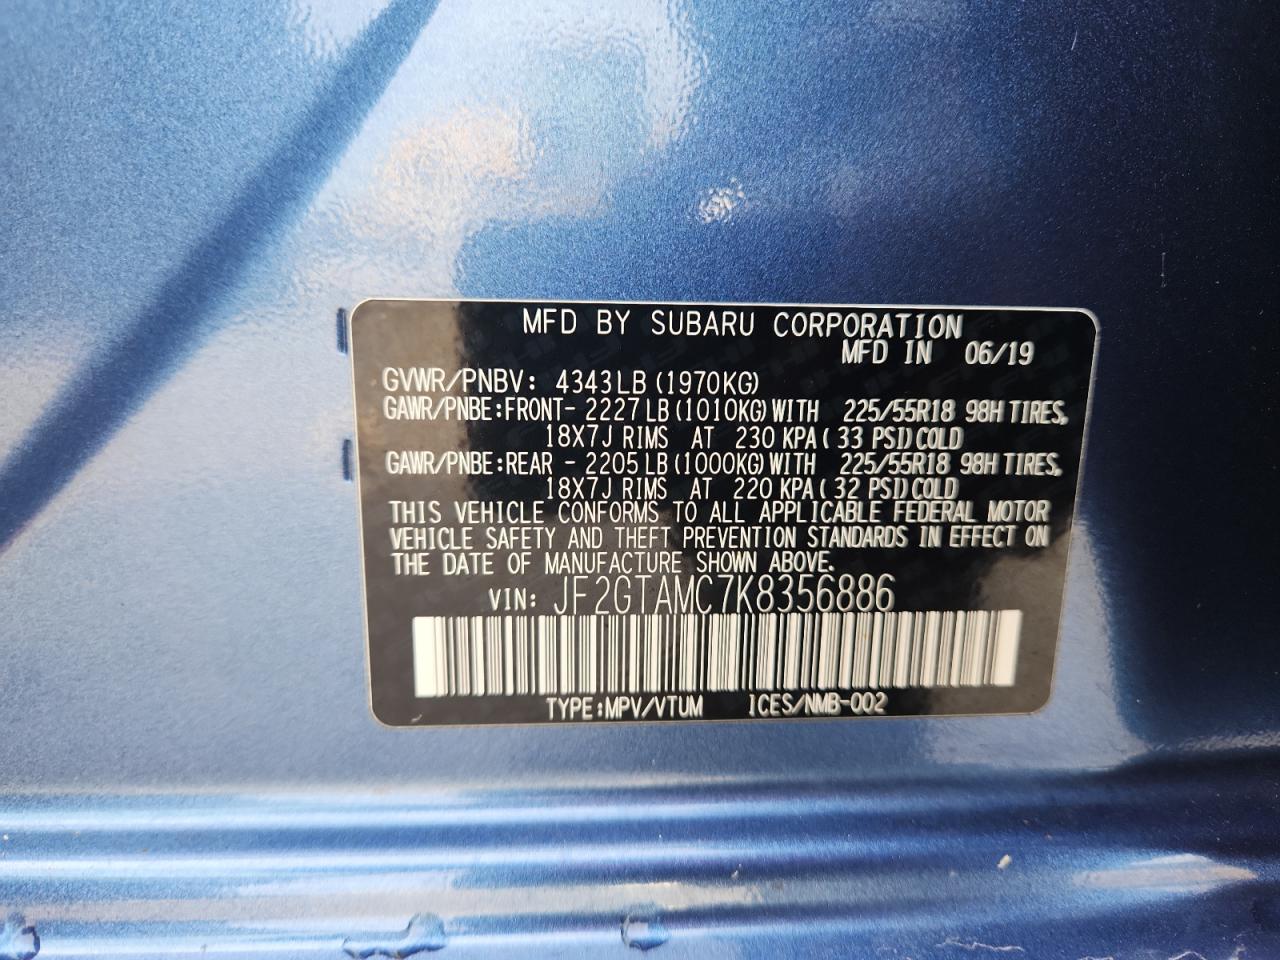 MFD BY SUBARU CORPORATION
MFD IN 06/19
GVWR/PNBV: 4343LB (1970KG)
GAWR/PNBE:FRONT- 2227LB (1010KG) WITH 225/55R18 98H TIRES,
18X7J RIMS AT 230 KPA ( 33 PSI) COLD
GAWR/PNBE:REAR - 2205LB (1000KG) WITH 225/55R18 98H TIRES,
18X7J RIMS AT 220 KPA ( 32 PSI) COLD
THIS VEHICLE CONFORMS TO ALL APPLICABLE FEDERAL MOTOR
VEHICLE SAFETY AND THEFT PREVENTION STANDARDS IN EFFECT ON
THE DATE OF MANUFACTURE SHOWN ABOVE.
VIN: JF2GTAMC7K8356886
TYPE:MPV/VTUM ICES/NMB-002